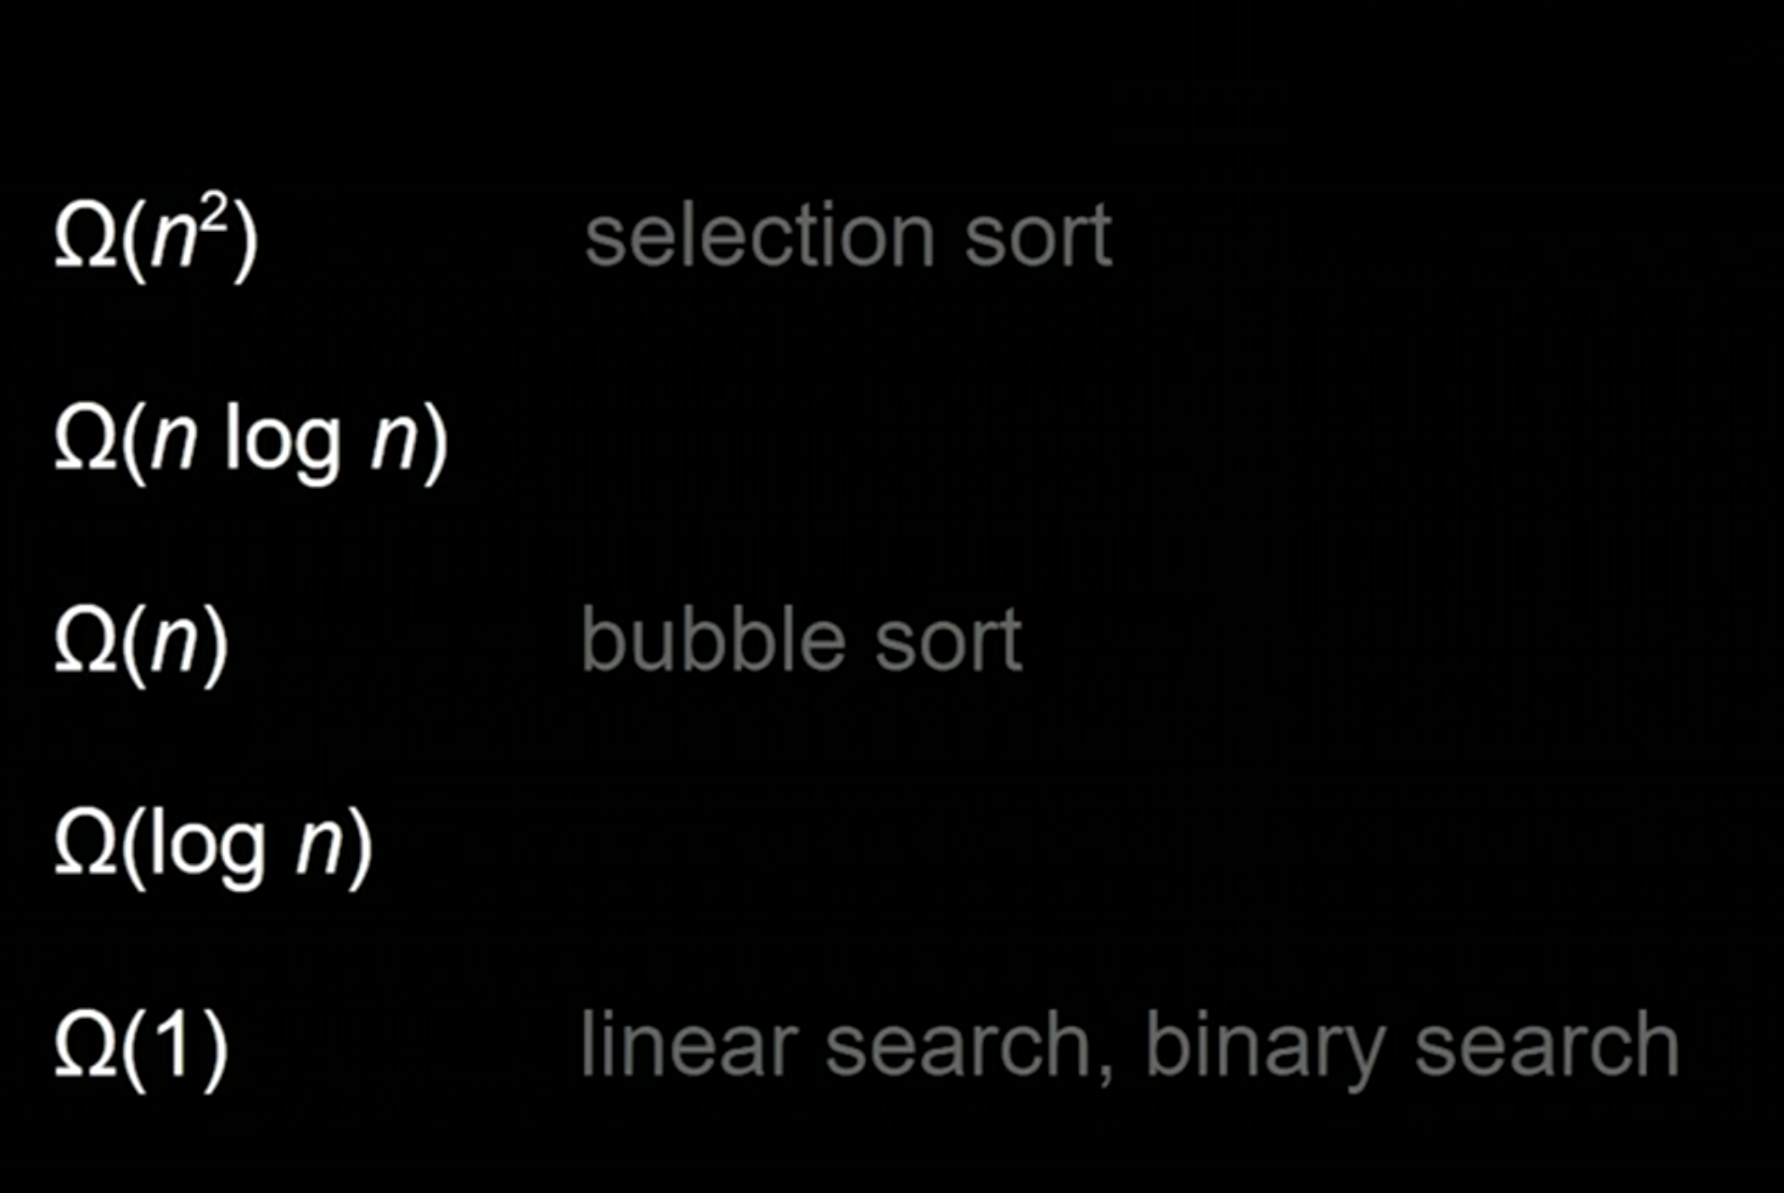 Ω(n²) selection sort
Ω(n log n)
Ω(n) bubble sort
Ω(log n)
Ω(1) linear search, binary search